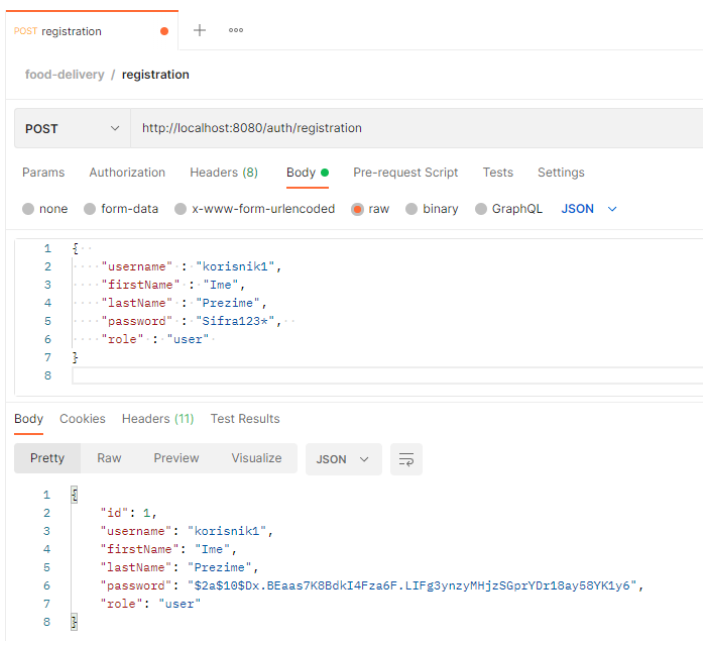 POST registration
food-delivery / registration
POST http://localhost:8080/auth/registration
Params Authorization Headers (8) Body Pre-request Script Tests Settings
none form-data x-www-form-urlencoded raw binary GraphQL JSON
1 {
2 "username" : "korisnik1",
3 "firstName" : "Ime",
4 "lastName" : "Prezime",
5 "password" : "Sifra123*",
6 "role" : "user"
7 }
8
Body Cookies Headers (11) Test Results
Pretty Raw Preview Visualize JSON
1 {
2 "id": 1,
3 "username": "korisnik1",
4 "firstName": "Ime",
5 "lastName": "Prezime",
6 "password": "$2a$10$Dx.BEaas7K8BdkI4Fza6F.LIFg3ynzyMHjzSGprYDr18ay58YK1y6",
7 "role": "user"
8 }